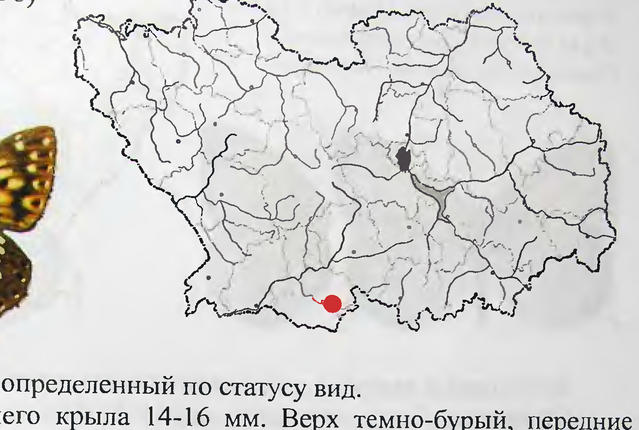 определенный по статусу вид.
его крыла 14-16 мм. Верх темно-бурый, передние